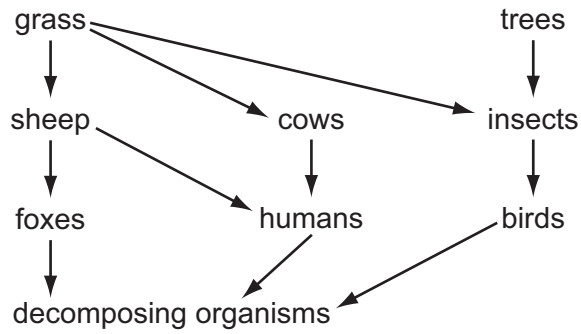 grass trees
sheep cows insects
foxes humans birds
decomposing organisms